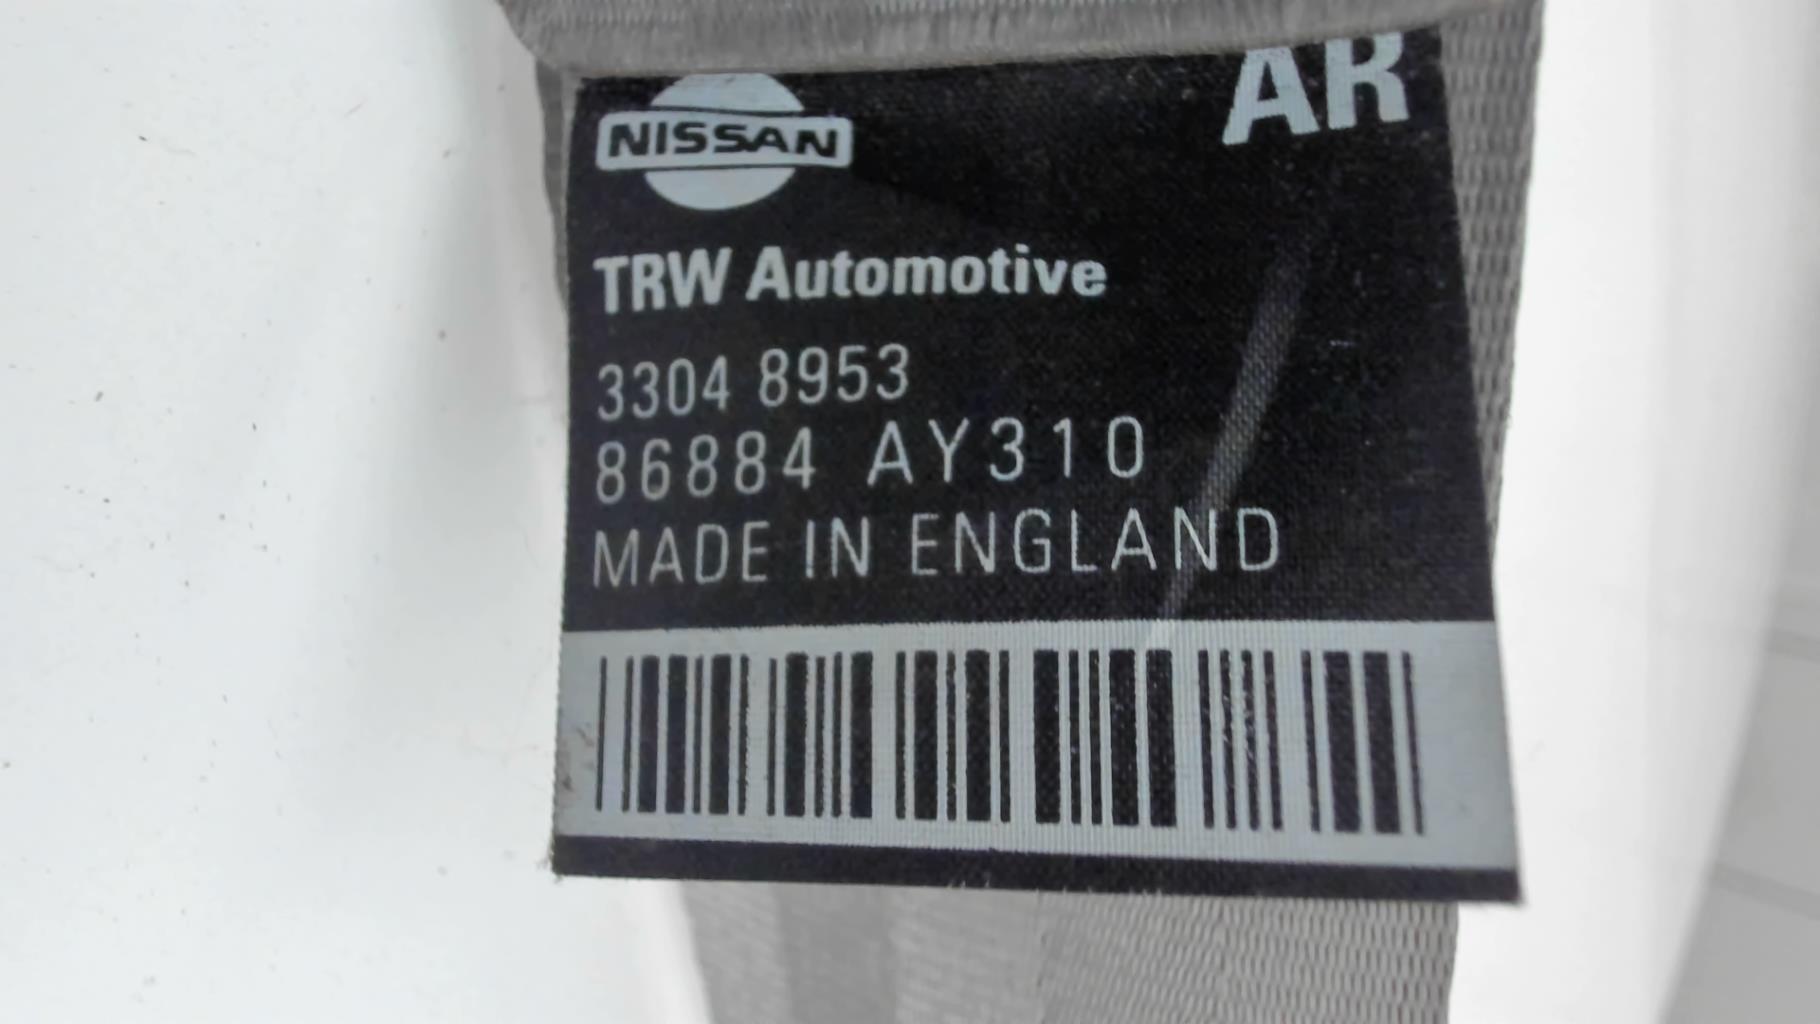 AR
NISSAN
TRW Automotive
3304 8953
86884 AY310
MADE IN ENGLAND